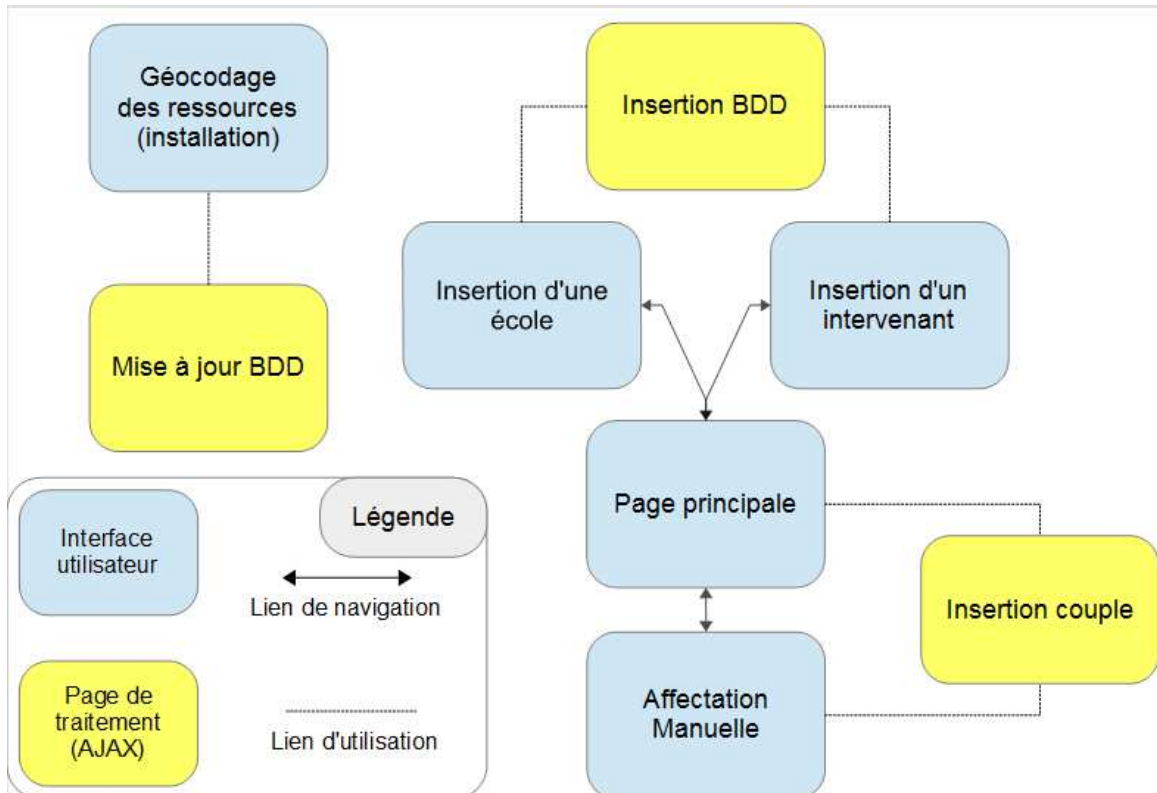 Géocodage
des ressources
(installation)
Insertion BDD
Insertion d'une
école
Insertion d'un
intervenant
Mise à jour BDD
Page principale
Insertion couple
Affectation
Manuelle
Légende
Interface
utilisateur
Lien de navigation
Page de
traitement
(AJAX)
Lien d'utilisation